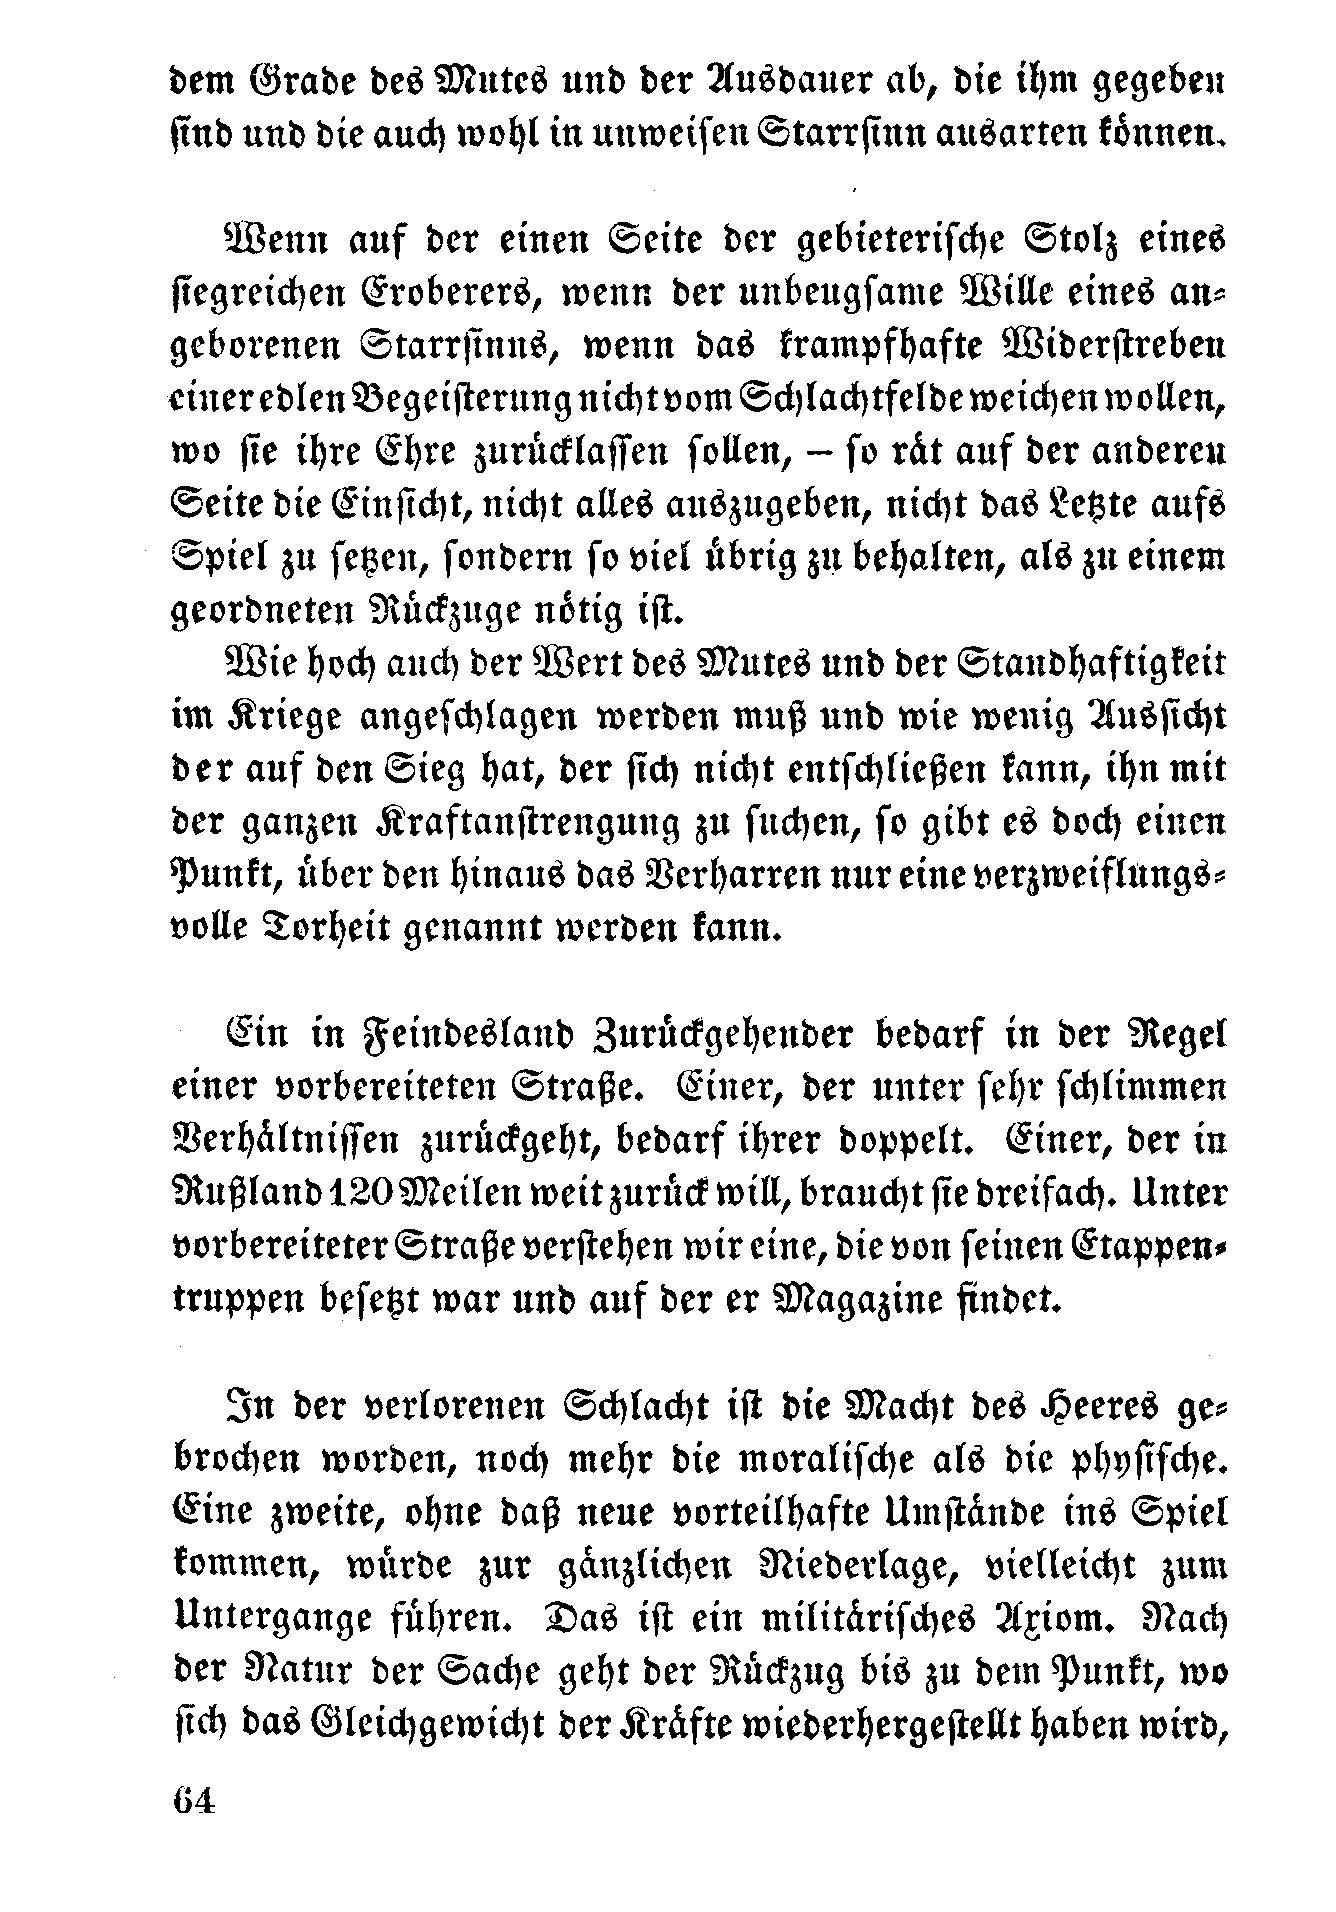 dem Grade des Mutes und der Ausdauer ab, die ihm gegeben
sind und die auch wohl in unweisen Starrsinn ausarten können.
Wenn auf der einen Seite der gebieterische Stolz eines
siegreichen Eroberers, wenn der unbeugsame Wille eines an-
geborenen Starrsinns, wenn das krampfhafte Widerstreben
einer edlen Begeisterung nicht vom Schlachtfelde weichen wollen,
wo sie ihre Ehre zurücklassen sollen, – so rät auf der anderen
Seite die Einsicht, nicht alles auszugeben, nicht das Letzte aufs
Spiel zu setzen, sondern so viel übrig zu behalten, als zu einem
geordneten Rückzuge nötig ist.
Wie hoch auch der Wert des Mutes und der Standhaftigkeit
im Kriege angeschlagen werden muß und wie wenig Aussicht
der auf den Sieg hat, der sich nicht entschließen kann, ihn mit
der ganzen Kraftanstrengung zu suchen, so gibt es doch einen
Punkt, über den hinaus das Verharren nur eine verzweiflungs-
volle Torheit genannt werden kann.
Ein in Feindesland Zurückgehender bedarf in der Regel
einer vorbereiteten Straße. Einer, der unter sehr schlimmen
Verhältnissen zurückgeht, bedarf ihrer doppelt. Einer, der in
Rußland 120 Meilen weit zurück will, braucht sie dreifach. Unter
vorbereiteter Straße verstehen wir eine, die von seinen Etappen-
truppen besetzt war und auf der er Magazine findet.
In der verlorenen Schlacht ist die Macht des Heeres ge-
brochen worden, noch mehr die moralische als die physische.
Eine zweite, ohne daß neue vorteilhafte Umstände ins Spiel
kommen, würde zur gänzlichen Niederlage, vielleicht zum
Untergange führen. Das ist ein militärisches Axiom. Nach
der Natur der Sache geht der Rückzug bis zu dem Punkt, wo
sich das Gleichgewicht der Kräfte wiederhergestellt haben wird,
64